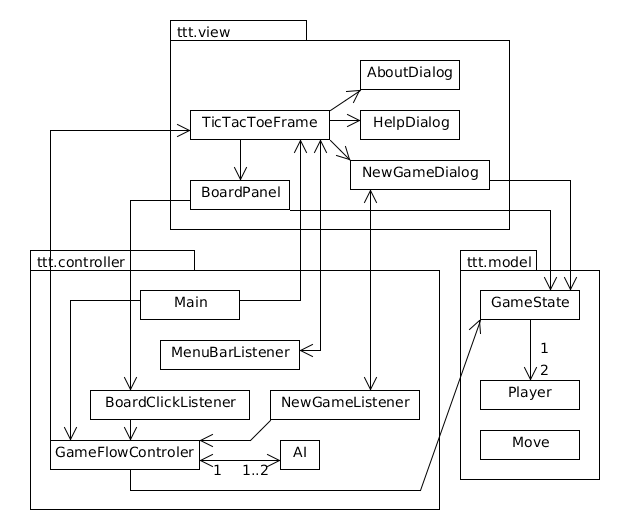 ttt.view
AboutDialog
TicTacToeFrame
HelpDialog
NewGameDialog
BoardPanel
ttt.controller
ttt.model
Main
GameState
MenuBarListener
1
2
Player
BoardClickListener
NewGameListener
Move
GameFlowControler
AI
1
1..2